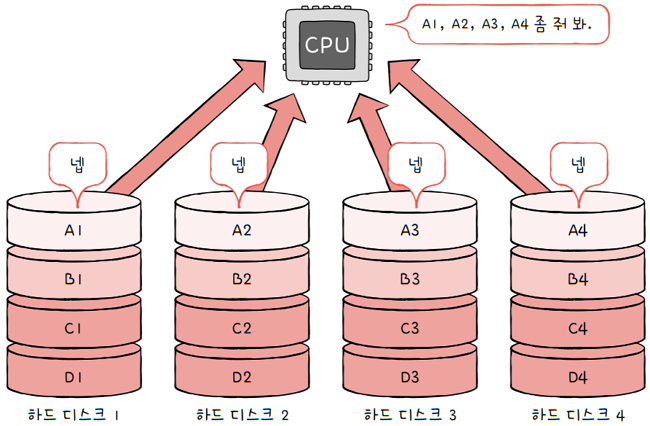 CPU
A1, A2, A3, A4 좀 줘 봐.
넵 넵 넵 넵
A1 A2 A3 A4
B1 B2 B3 B4
C1 C2 C3 C4
D1 D2 D3 D4
하드 디스크 1 하드 디스크 2 하드 디스크 3 하드 디스크 4